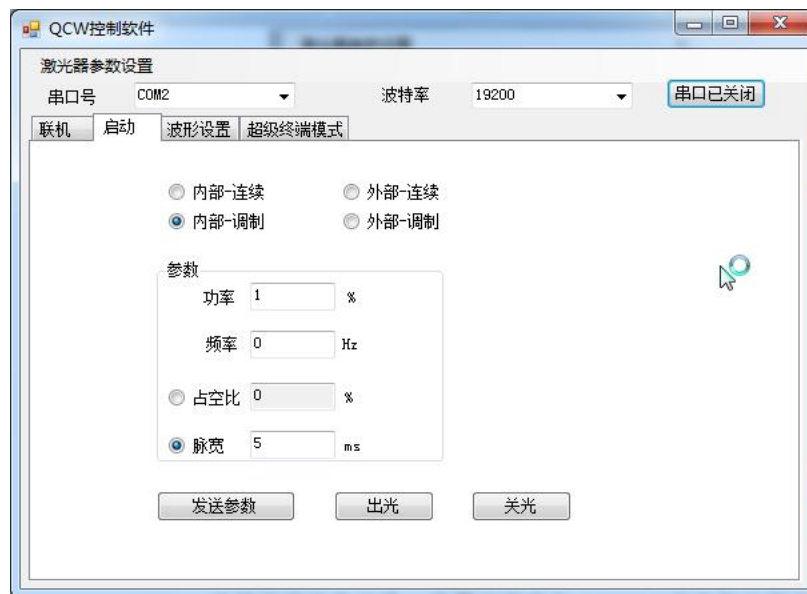 QCW控制软件
激光器参数设置
串口号 COM2 波特率 19200 串口已关闭
联机 启动 波形设置 超级终端模式
内部-连续 外部-连续
内部-调制 外部-调制
参数
功率 1 %
频率 0 Hz
占空比 0 %
脉宽 5 ms
发送参数 出光 关光